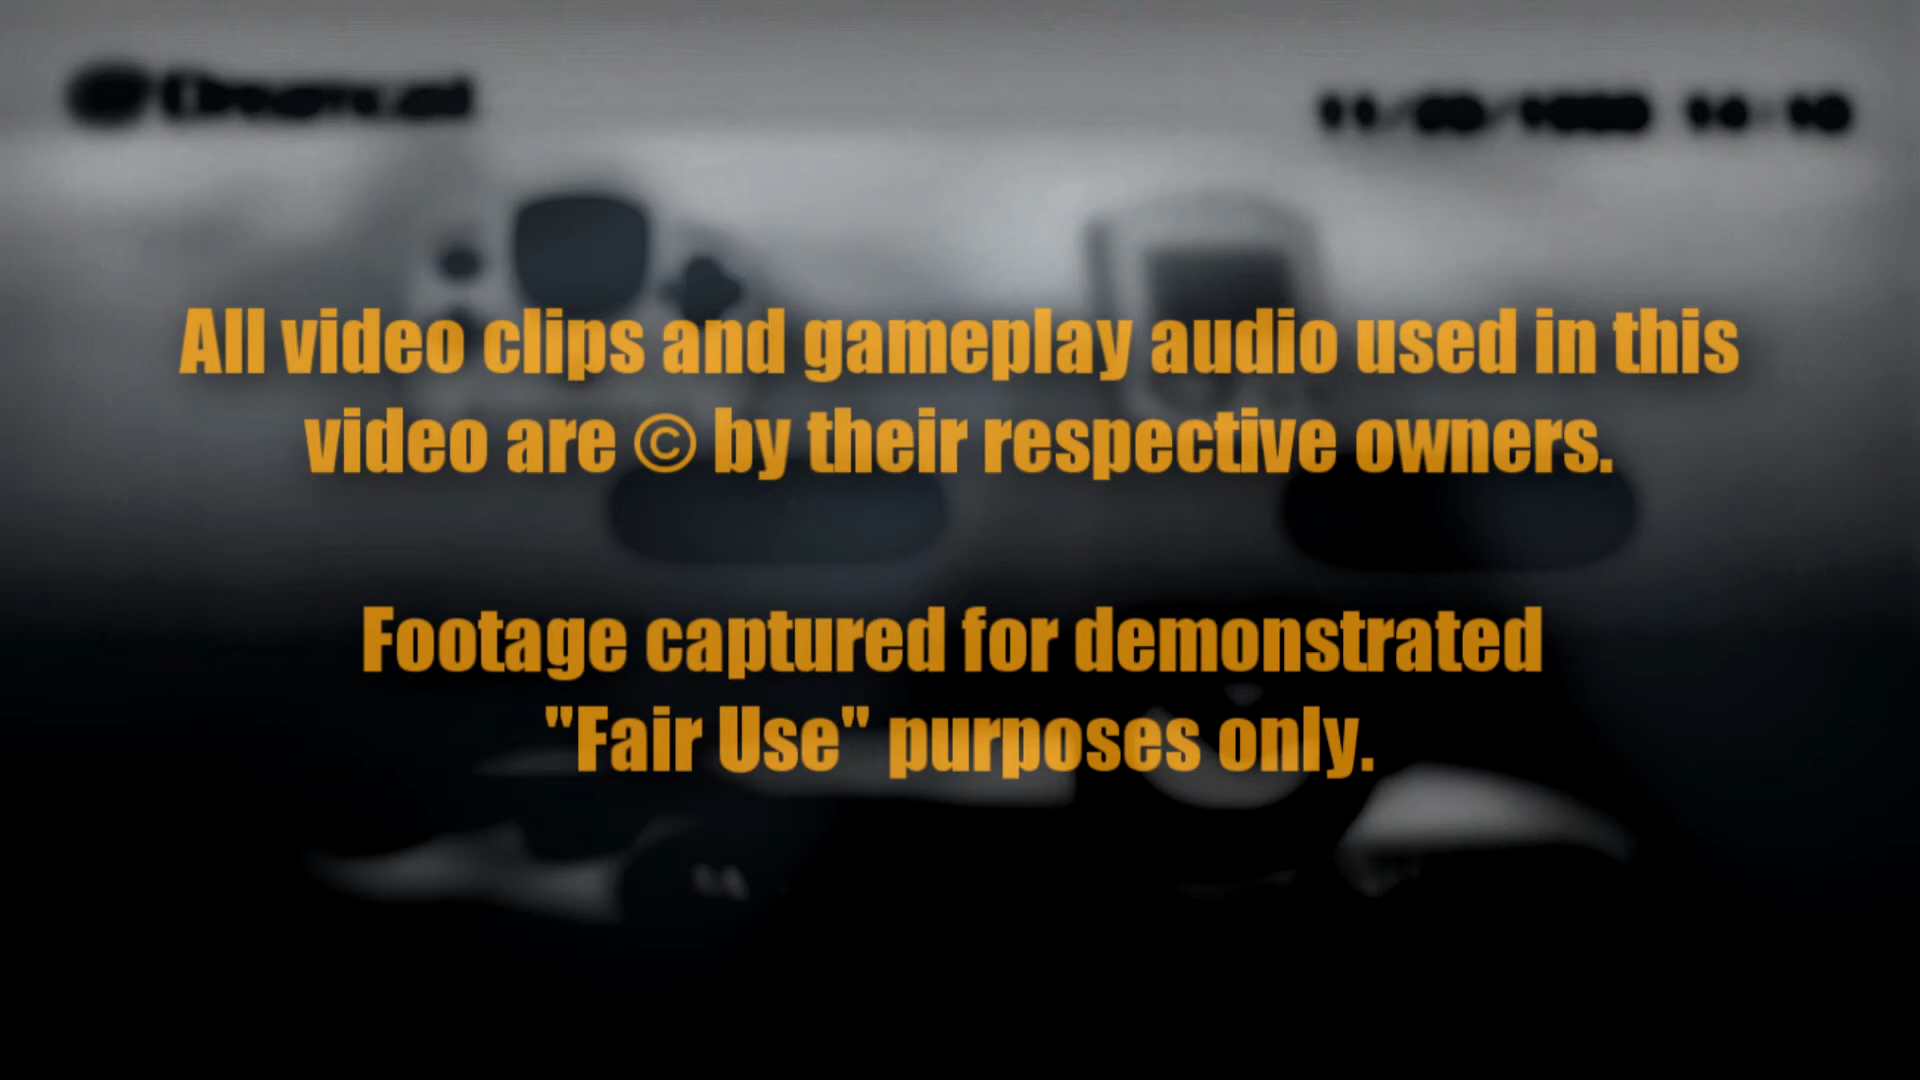 Dreamcast
All video clips and gameplay audio used in this
video are © by their respective owners.
Footage captured for demonstrated
"Fair Use" purposes only.